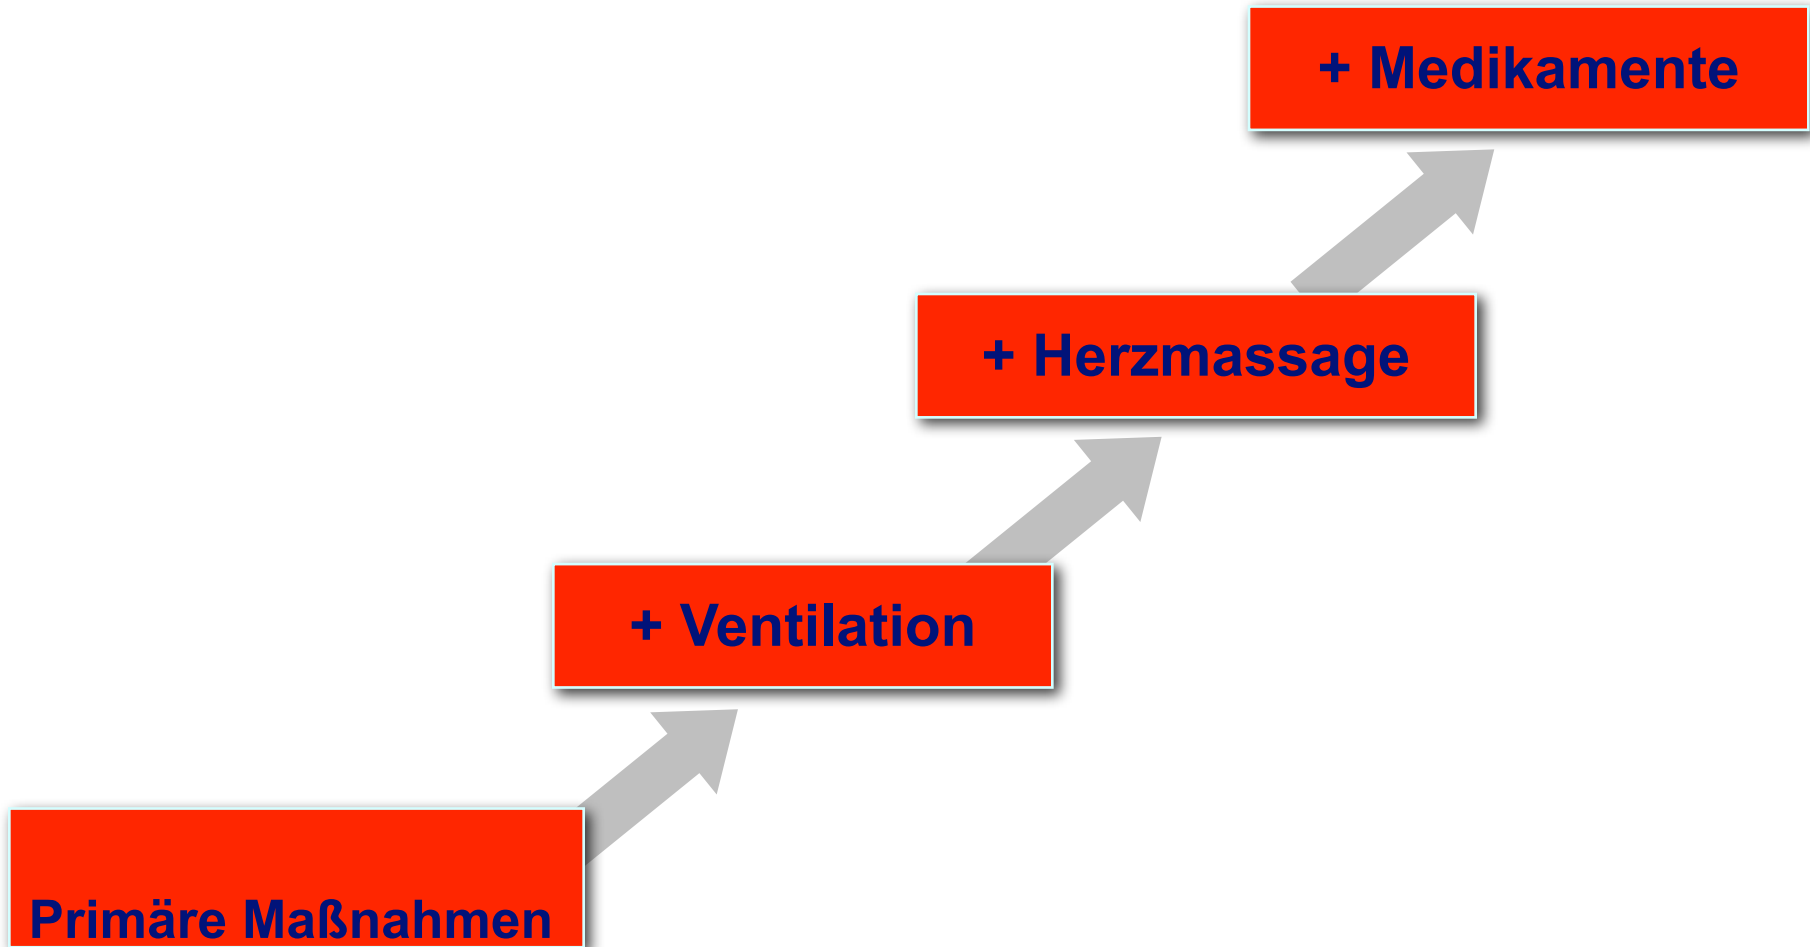 + Medikamente
+ Herzmassage
+ Ventilation
Primäre Maßnahmen